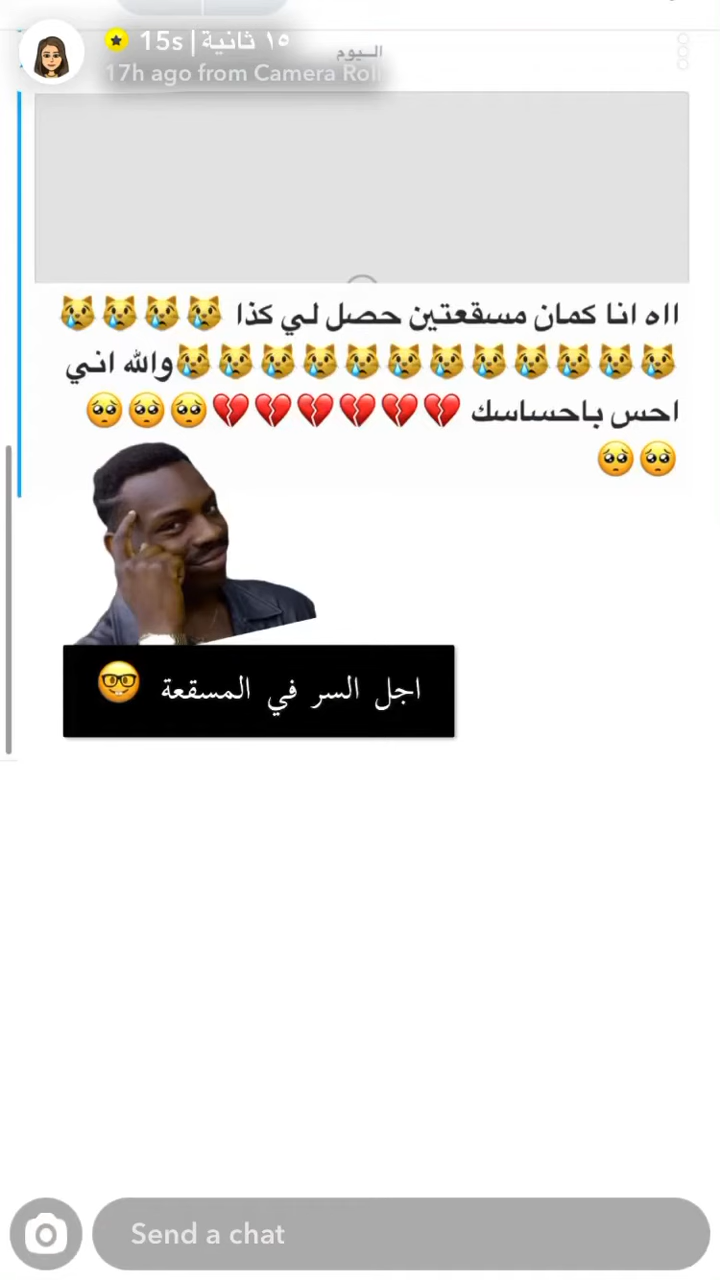 15s | ١٥ ثانية
17h ago from Camera Roll
اليوم
ااه انا كمان مسقعتين حصل لي كذا 😿😿😿😿
😿😿😿😿😿😿😿😿😿😿😿😿والله اني
احس باحساسك 💔💔💔💔💔💔🥺🥺🥺
🥺🥺
اجل السر في المسقعة 🤓
Send a chat